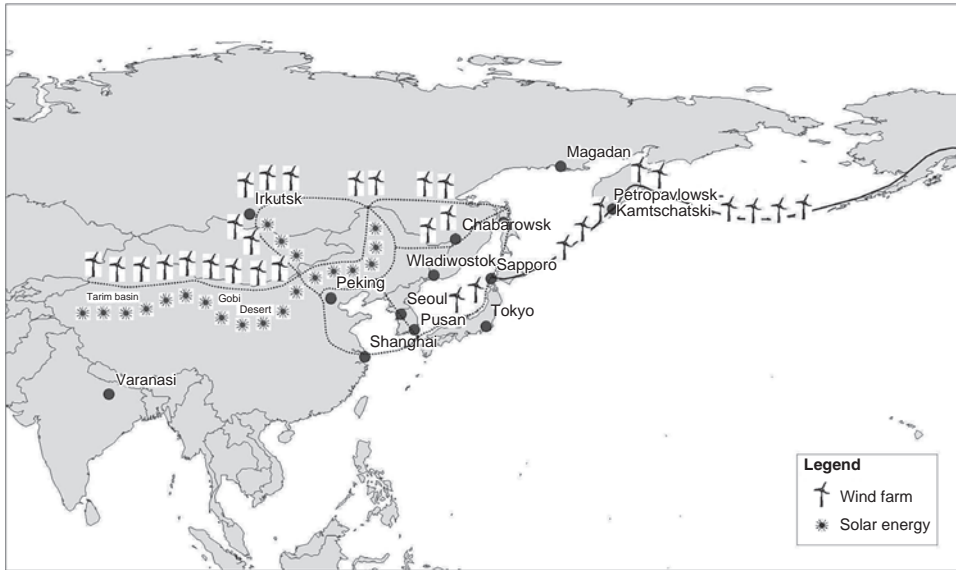 Magadan
Irkutsk
Petropavlowsk
Kamtschatski
Chabarowsk
Wladiwostok
Sapporo
Tarim basin
Gobi
Desert
Peking
Seoul
Pusan
Tokyo
Shanghai
Varanasi
Legend
Wind farm
Solar energy